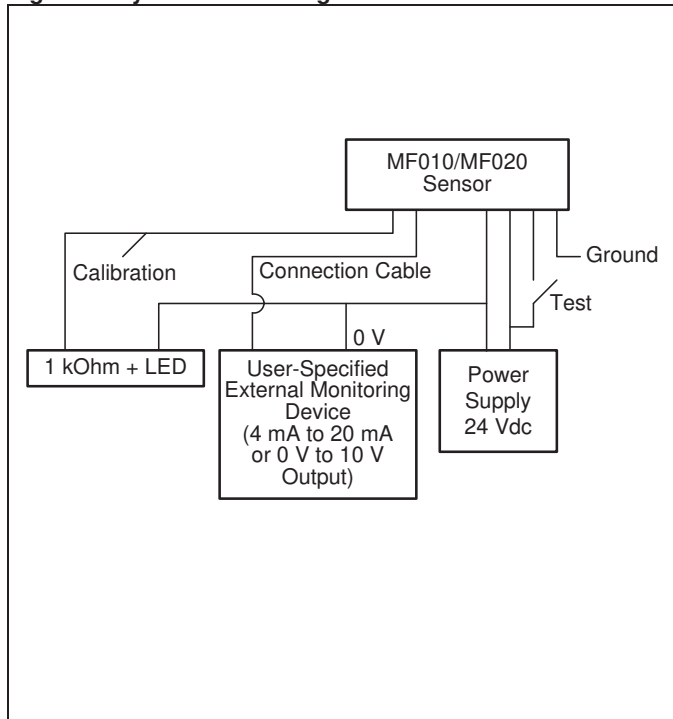 MF010/MF020
Sensor
Ground
Calibration
Connection Cable
Test
0 V
1 kOhm + LED
User-Specified
External Monitoring
Device
(4 mA to 20 mA
or 0 V to 10 V
Output)
Power
Supply
24 Vdc